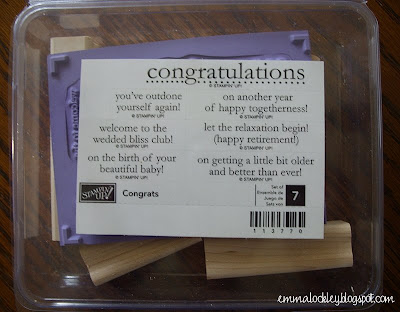 congratulations
© STAMPIN' UP!
you've outdone
yourself again!
© STAMPIN' UP!
on another year
of happy togetherness!
© STAMPIN' UP!
welcome to the
wedded bliss club!
© STAMPIN' UP!
let the relaxation begin!
(happy retirement!)
© STAMPIN' UP!
on the birth of your
beautiful baby!
© STAMPIN' UP!
on getting a little bit older
and better than ever!
© STAMPIN' UP!
STAMPIN' UP!
Congrats
Set of
Ensemble de
Juego de
Satz von
7
113770
emmalockley.blogspot.com